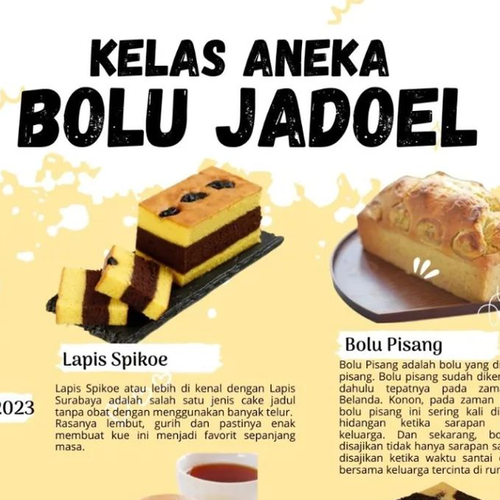 KELAS ANEKA
BOLU JADOEL
Lapis Spikoe
Lapis Spikoe atau lebih di kenal dengan Lapis
Surabaya adalah salah satu jenis cake jadul
tanpa obat dengan menggunakan banyak telur.
Rasanya lembut, gurih dan pastinya enak
membuat kue ini menjadi favorit sepanjang
masa.
2023
Bolu Pisang
Bolu Pisang adalah bolu yang di
pisang. Bolu pisang sudah diken
dahulu tepatnya pada zama
Belanda. Konon, pada zaman
bolu pisang ini sering kali di
hidangan ketika sarapan
keluarga. Dan sekarang, bo
disajikan tidak hanya sarapan sa
disajikan ketika waktu santai
bersama keluarga tercinta di rum